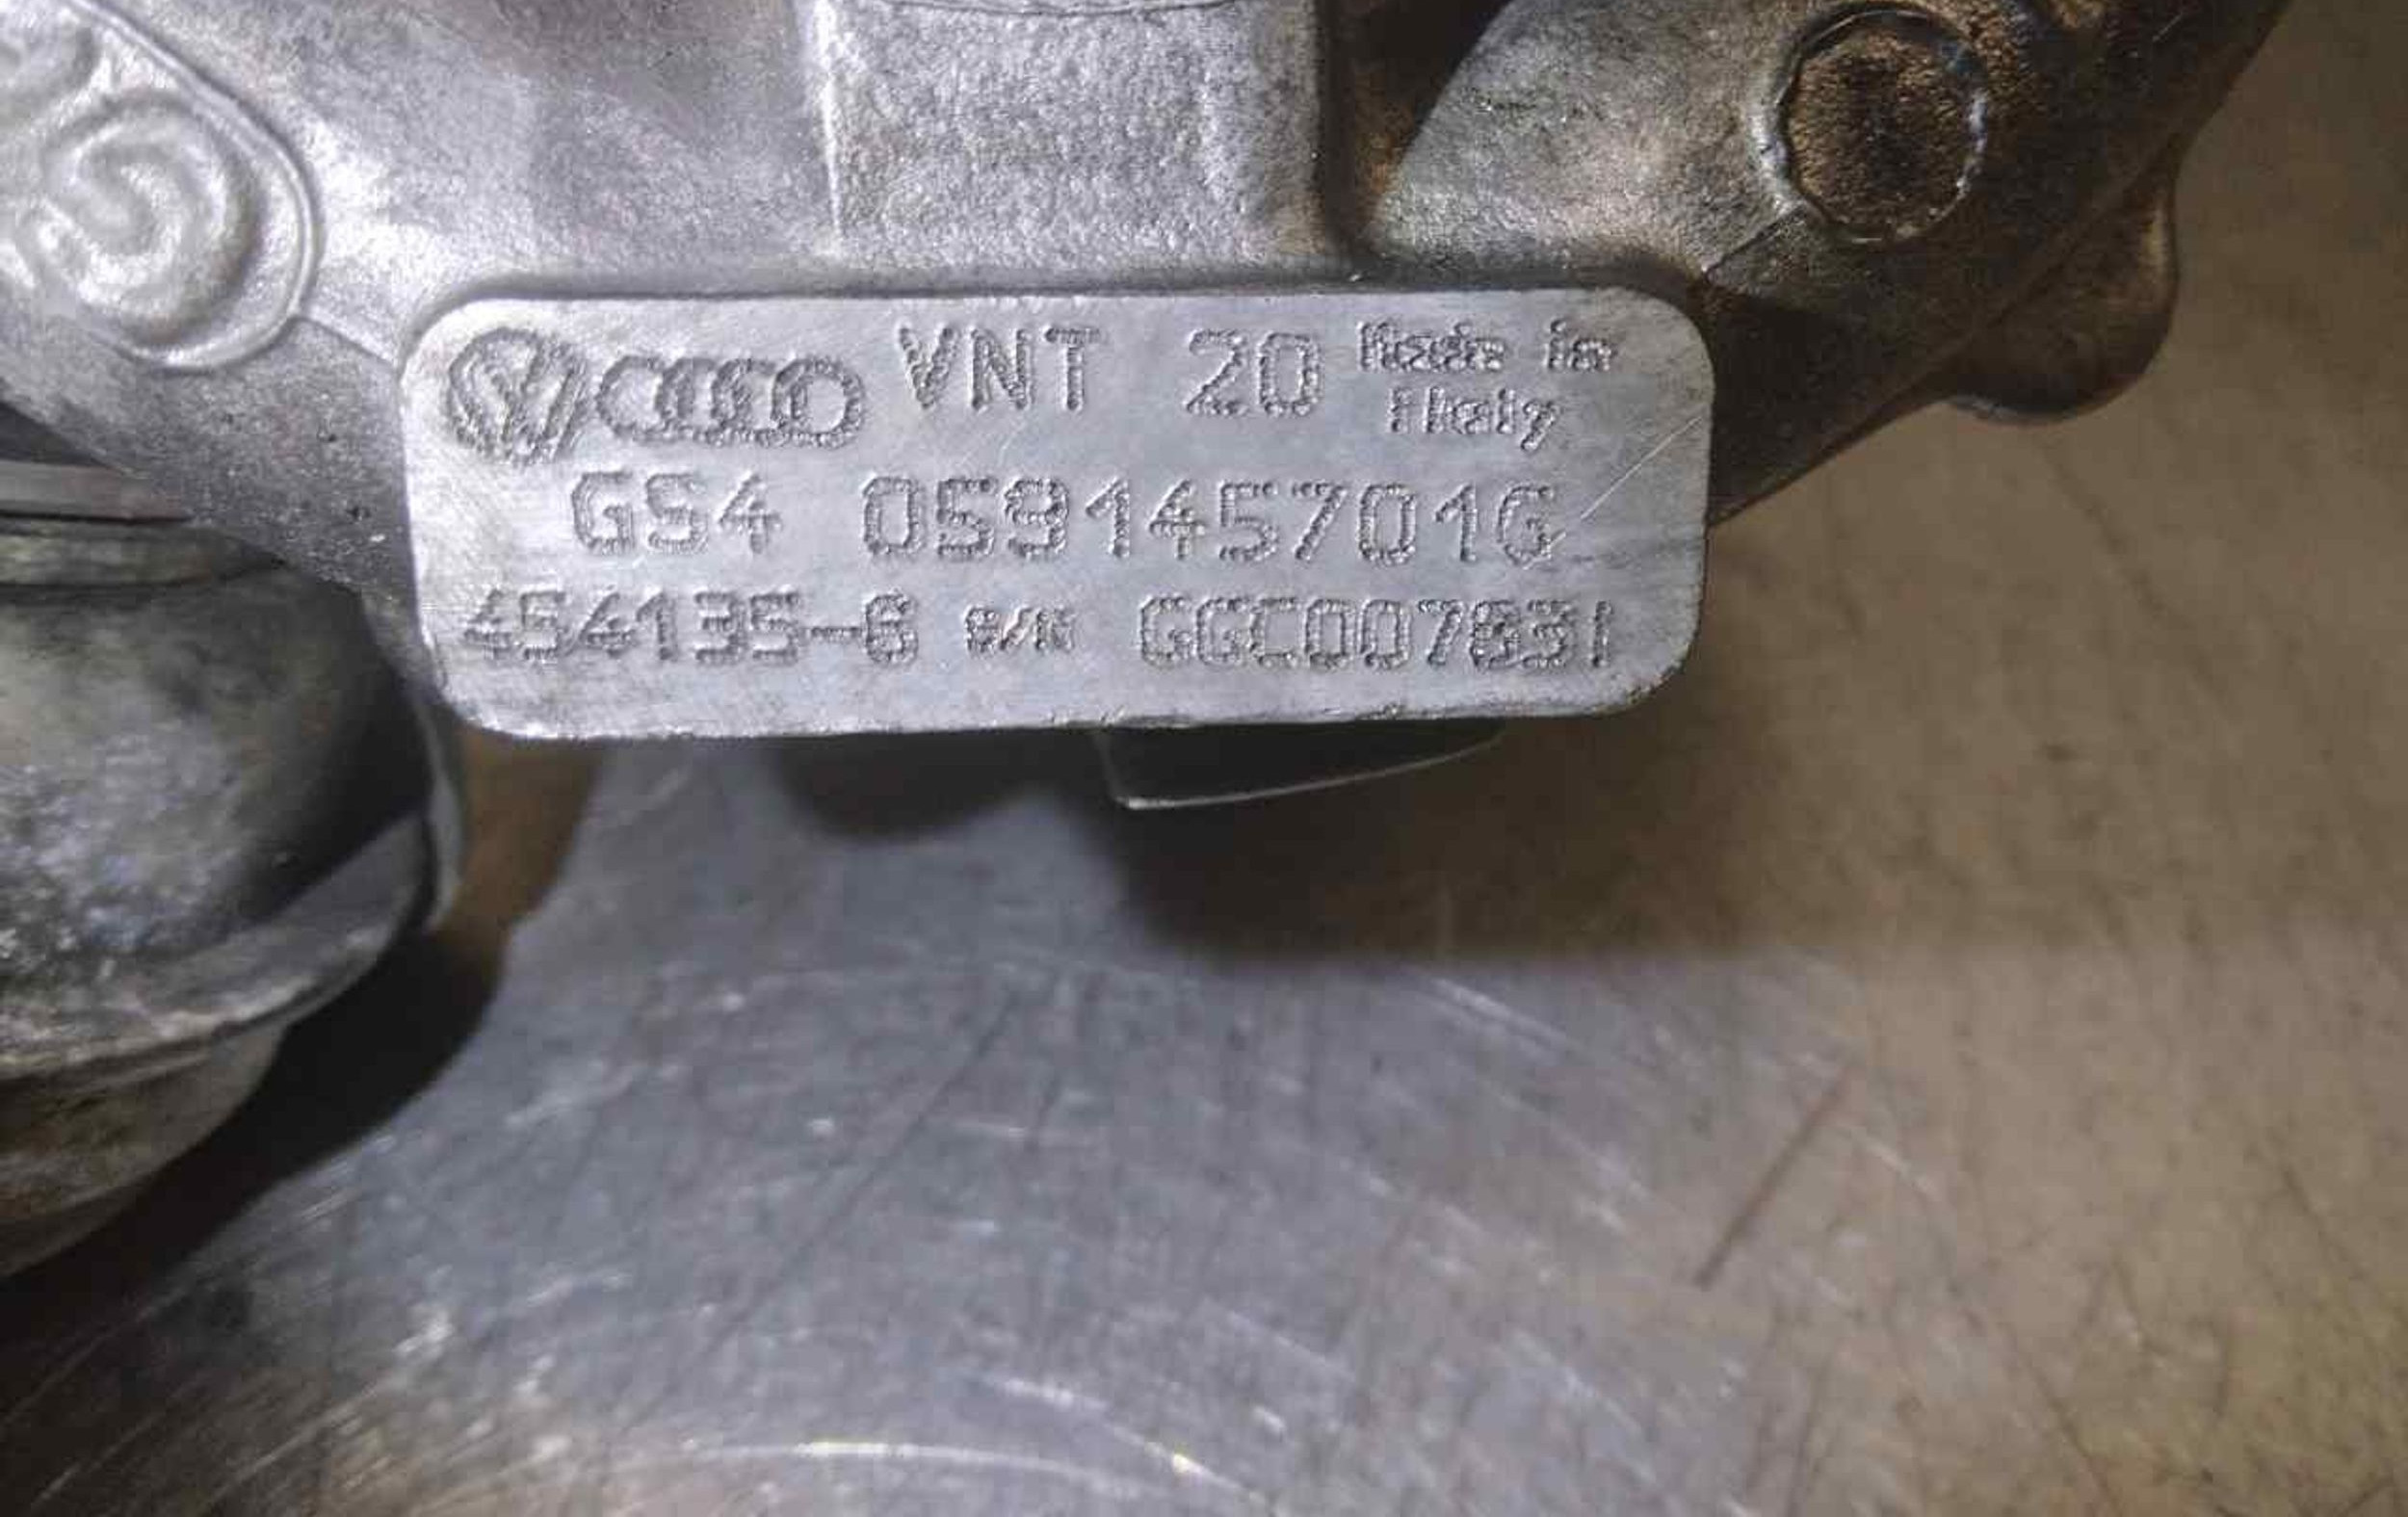 VNT 20 Made in
Italy
GS4 059145701G
454135-6 S/N GGC007831